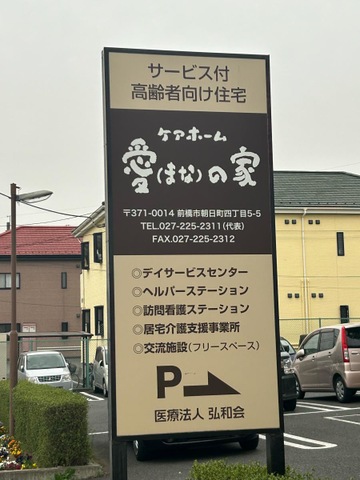 サービス付
高齢者向け住宅
ケアホーム
愛(まな)の家
〒371-0014 前橋市朝日町四丁目5-5
TEL.027-225-2311(代表)
FAX.027-225-2312
◎デイサービスセンター
◎ヘルパーステーション
◎訪問看護ステーション
◎居宅介護支援事業所
◎交流施設(フリースペース)
P
医療法人 弘和会